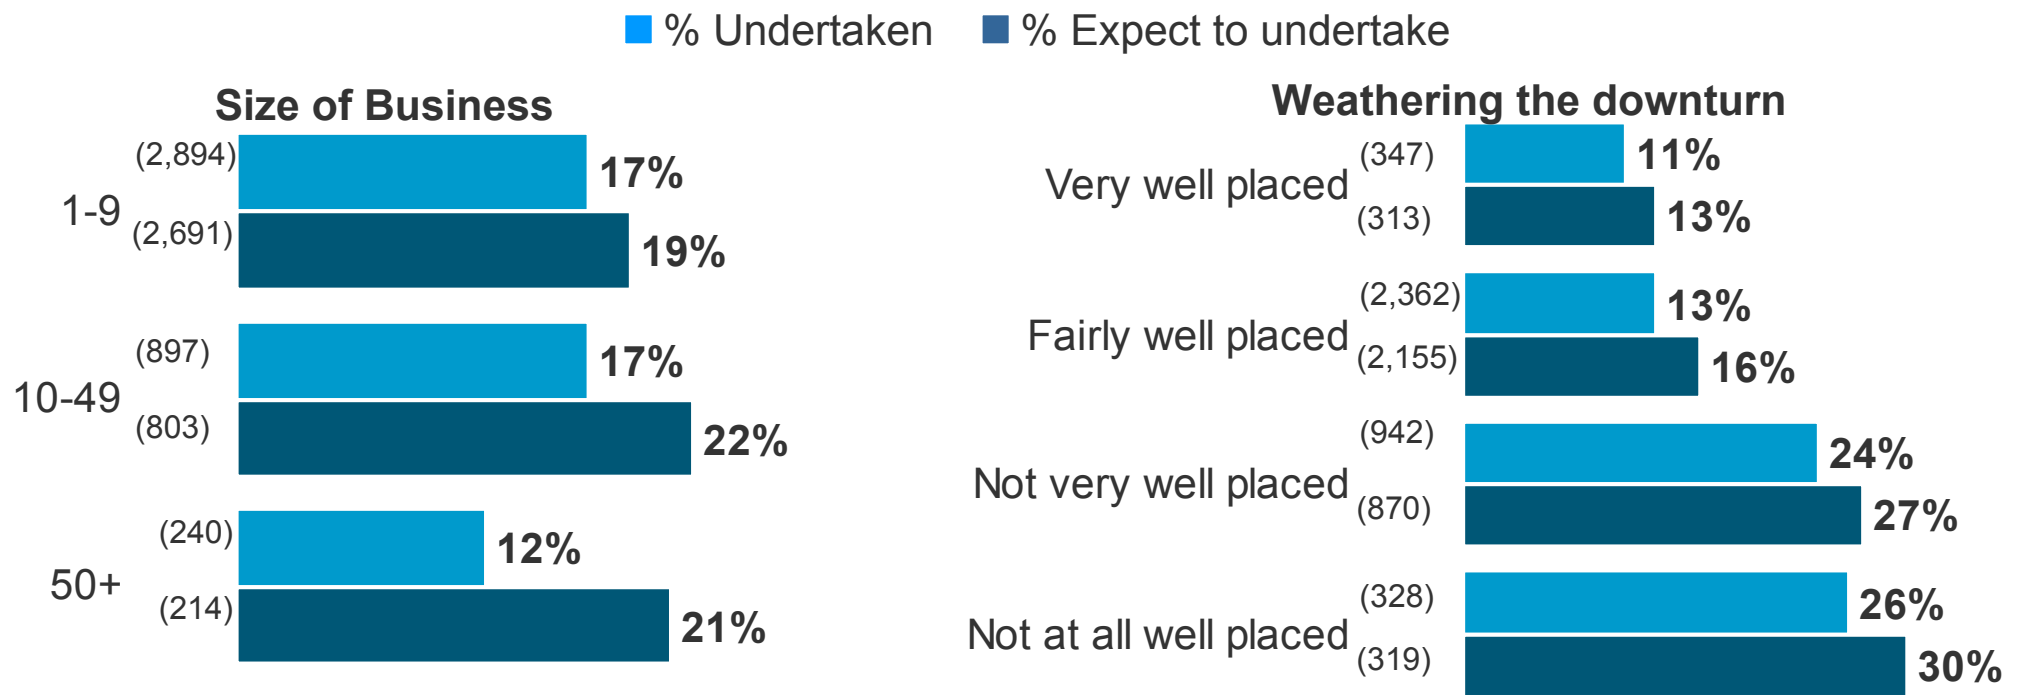 % Undertaken % Expect to undertake
Size of Business
(2,894) 17%
1-9
(2,691) 19%
(897) 17%
10-49
(803) 22%
(240) 12%
50+
(214) 21%
Weathering the downturn
(347) 11%
Very well placed
(313) 13%
(2,362) 13%
Fairly well placed
(2,155) 16%
(942) 24%
Not very well placed
(870) 27%
(328) 26%
Not at all well placed
(319) 30%